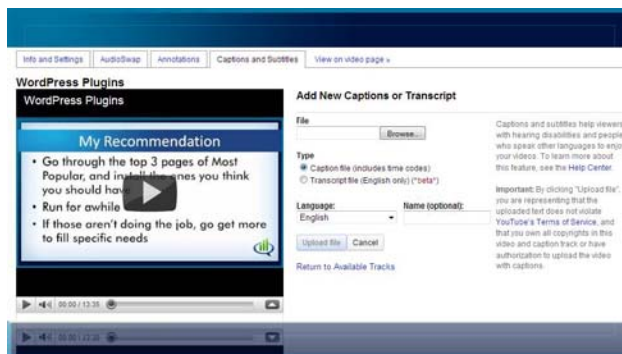 Info and Settings
AudioSwap
Annotations
Captions and Subtitles
View on video page »
WordPress Plugins
WordPress Plugins
My Recommendation
• Go through the top 3 pages of Most
Popular, and install the ones you think
you should have
• Run for awhile
• If those aren't doing the job, go get more
to fill specific needs
00:00 / 13:35
Add New Captions or Transcript
File
Browse...
Type
Caption file (includes time codes)
Transcript file (English only) (*beta*)
Language:
Name (optional):
English
Upload file
Cancel
Return to Available Tracks
Captions and subtitles help viewers
with hearing disabilities and people
who speak other languages to enjo
your videos. To learn more about
this feature, see the Help Center.
Important: By clicking "Upload file",
you are representing that the
uploaded text does not violate
YouTube's Terms of Service, and
that you own all copyrights in this
video and caption track or have
authorization to upload the video
with captions.